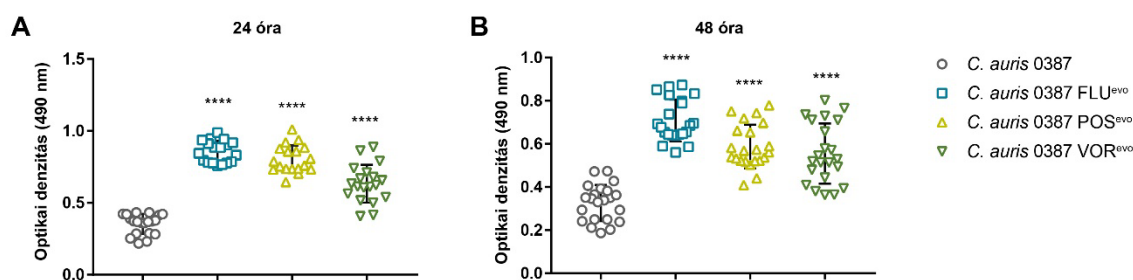 A
24 óra
Optikai denzitás (490 nm)
1.5
1.0
0.5
0.0
****
****
****
B
48 óra
Optikai denzitás (490 nm)
1.0
0.8
0.6
0.4
0.2
0.0
****
****
****
C. auris 0387
C. auris 0387 FLUᵉᵛᵒ
C. auris 0387 POSᵉᵛᵒ
C. auris 0387 VORᵉᵛᵒ